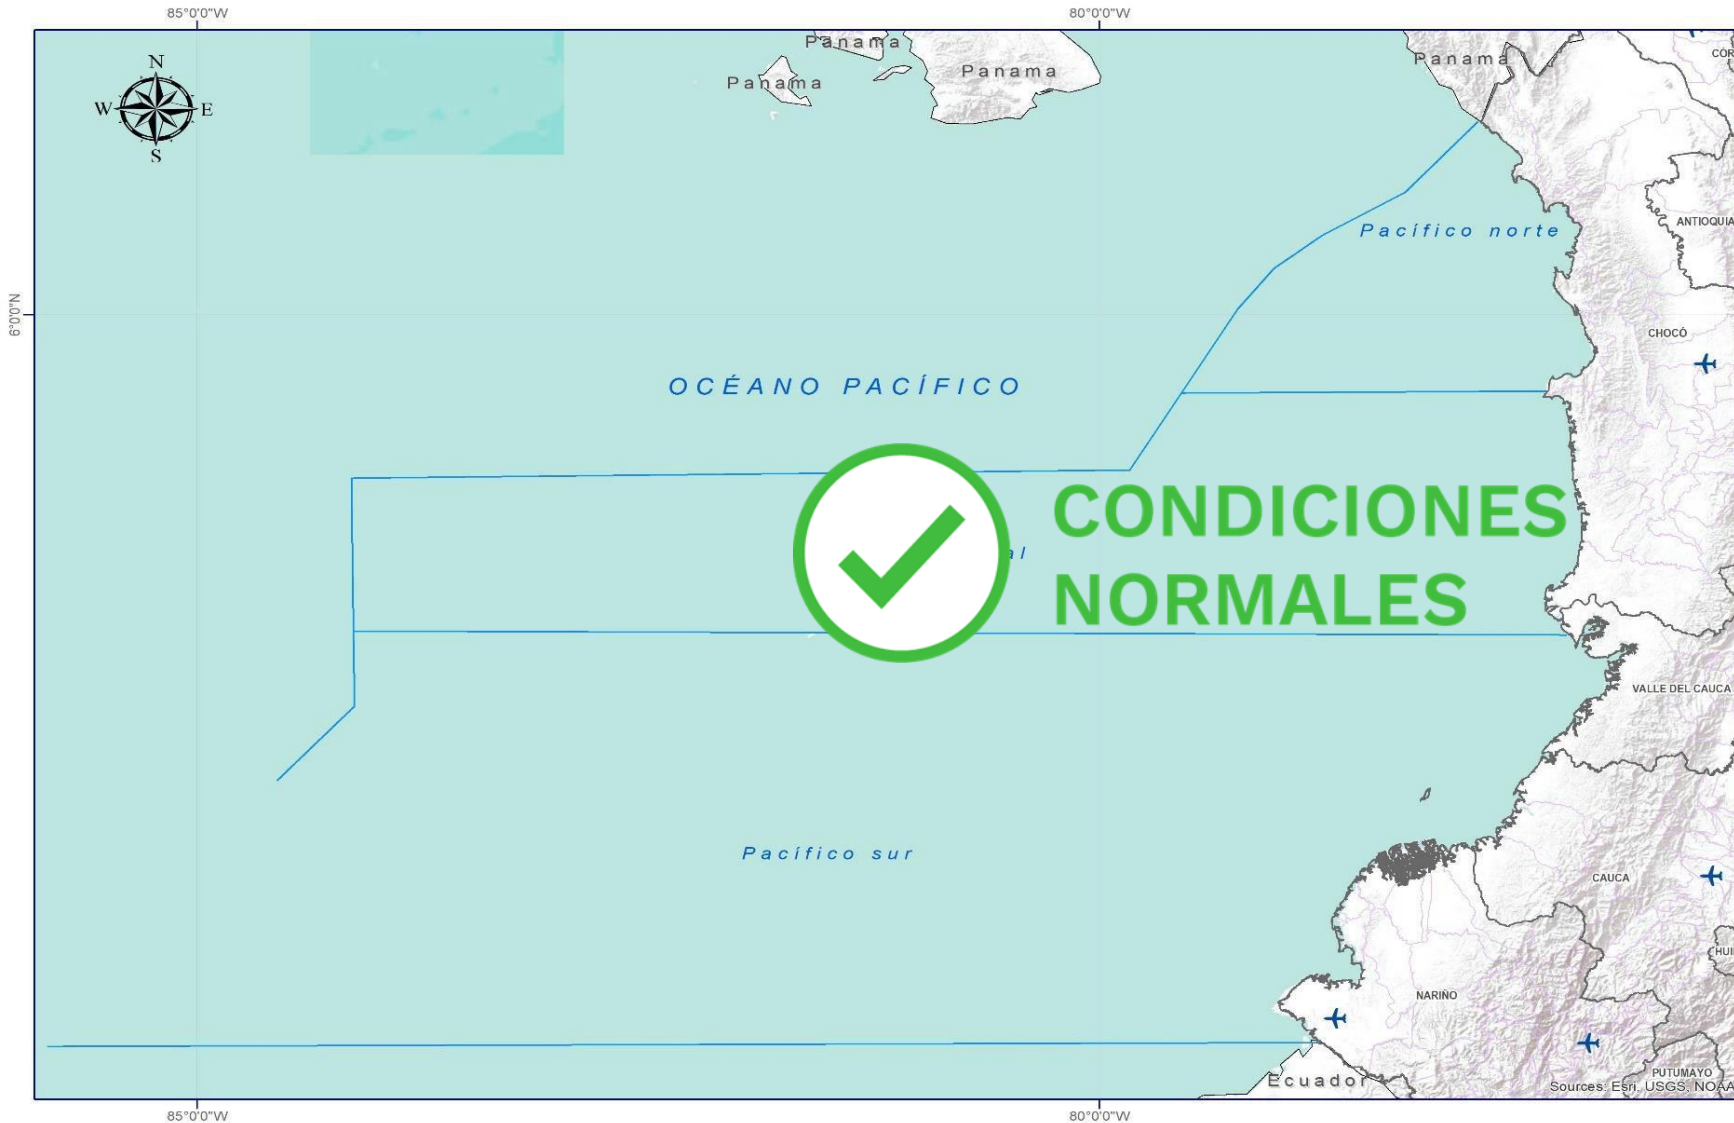 85°0'0"W
80°0'0"W
N
W
E
S
Panama
Panama
Panama
Panama
COR
Pacífico norte
ANTIOQUIA
6°0'0"N
CHOCÓ
OCÉANO PACÍFICO
CONDICIONES
NORMALES
al
VALLE DEL CAUCA
Pacífico sur
CAUCA
HUI
NARIÑO
PUTUMAYO
Ecuador
Sources: Esri, USGS, NOAA
85°0'0"W
80°0'0"W